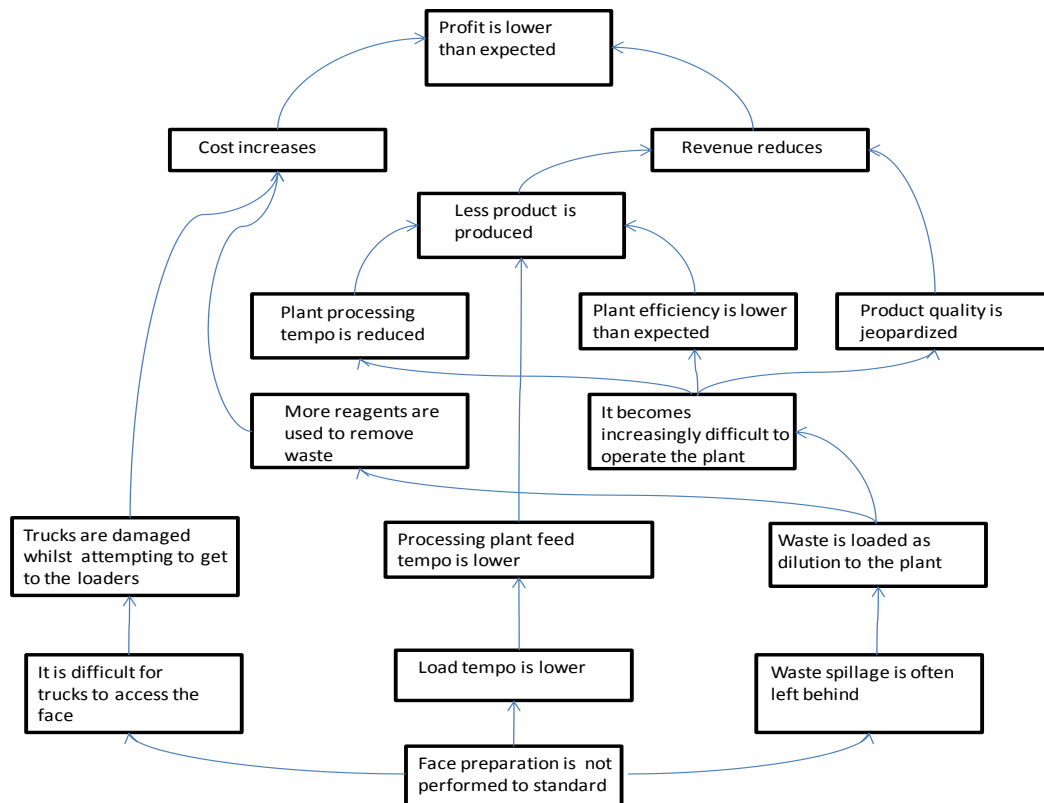 Profit is lower
than expected
Cost increases
Revenue reduces
Less product is
produced
Plant processing
tempo is reduced
Plant efficiency is lower
than expected
Product quality is
jeopardized
More reagents are
used to remove
waste
It becomes
increasingly difficult to
operate the plant
Trucks are damaged
whilst attempting to get
to the loaders
Processing plant feed
tempo is lower
Waste is loaded as
dilution to the plant
It is difficult for
trucks to access the
face
Load tempo is lower
Waste spillage is often
left behind
Face preparation is not
performed to standard